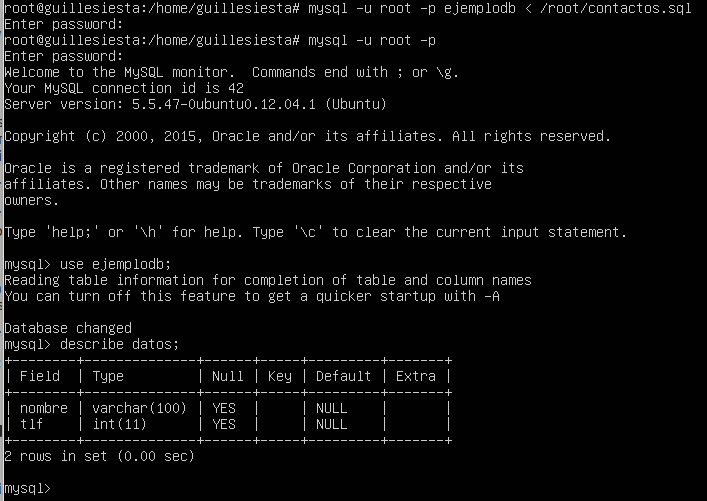 root@guillesiesta:/home/guillesiesta# mysql -u root -p ejemplodb < /root/contactos.sql
Enter password:
root@guillesiesta:/home/guillesiesta# mysql -u root -p
Enter password:
Welcome to the MySQL monitor.  Commands end with ; or \g.
Your MySQL connection id is 42
Server version: 5.5.47-0ubuntu0.12.04.1 (Ubuntu)

Copyright (c) 2000, 2015, Oracle and/or its affiliates. All rights reserved.

Oracle is a registered trademark of Oracle Corporation and/or its
affiliates. Other names may be trademarks of their respective
owners.

Type 'help;' or '\h' for help. Type '\c' to clear the current input statement.

mysql> use ejemplodb;
Reading table information for completion of table and column names
You can turn off this feature to get a quicker startup with -A

Database changed
mysql> describe datos;
+--------+--------------+------+-----+---------+-------+
| Field  | Type         | Null | Key | Default | Extra |
+--------+--------------+------+-----+---------+-------+
| nombre | varchar(100) | YES  |     | NULL    |       |
| tlf    | int(11)      | YES  |     | NULL    |       |
+--------+--------------+------+-----+---------+-------+
2 rows in set (0.00 sec)

mysql>